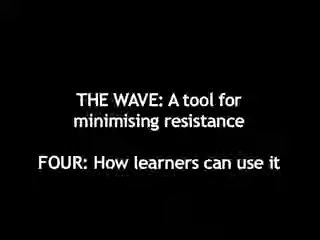 THE WAVE: A tool for
minimising resistance
FOUR: How learners can use it